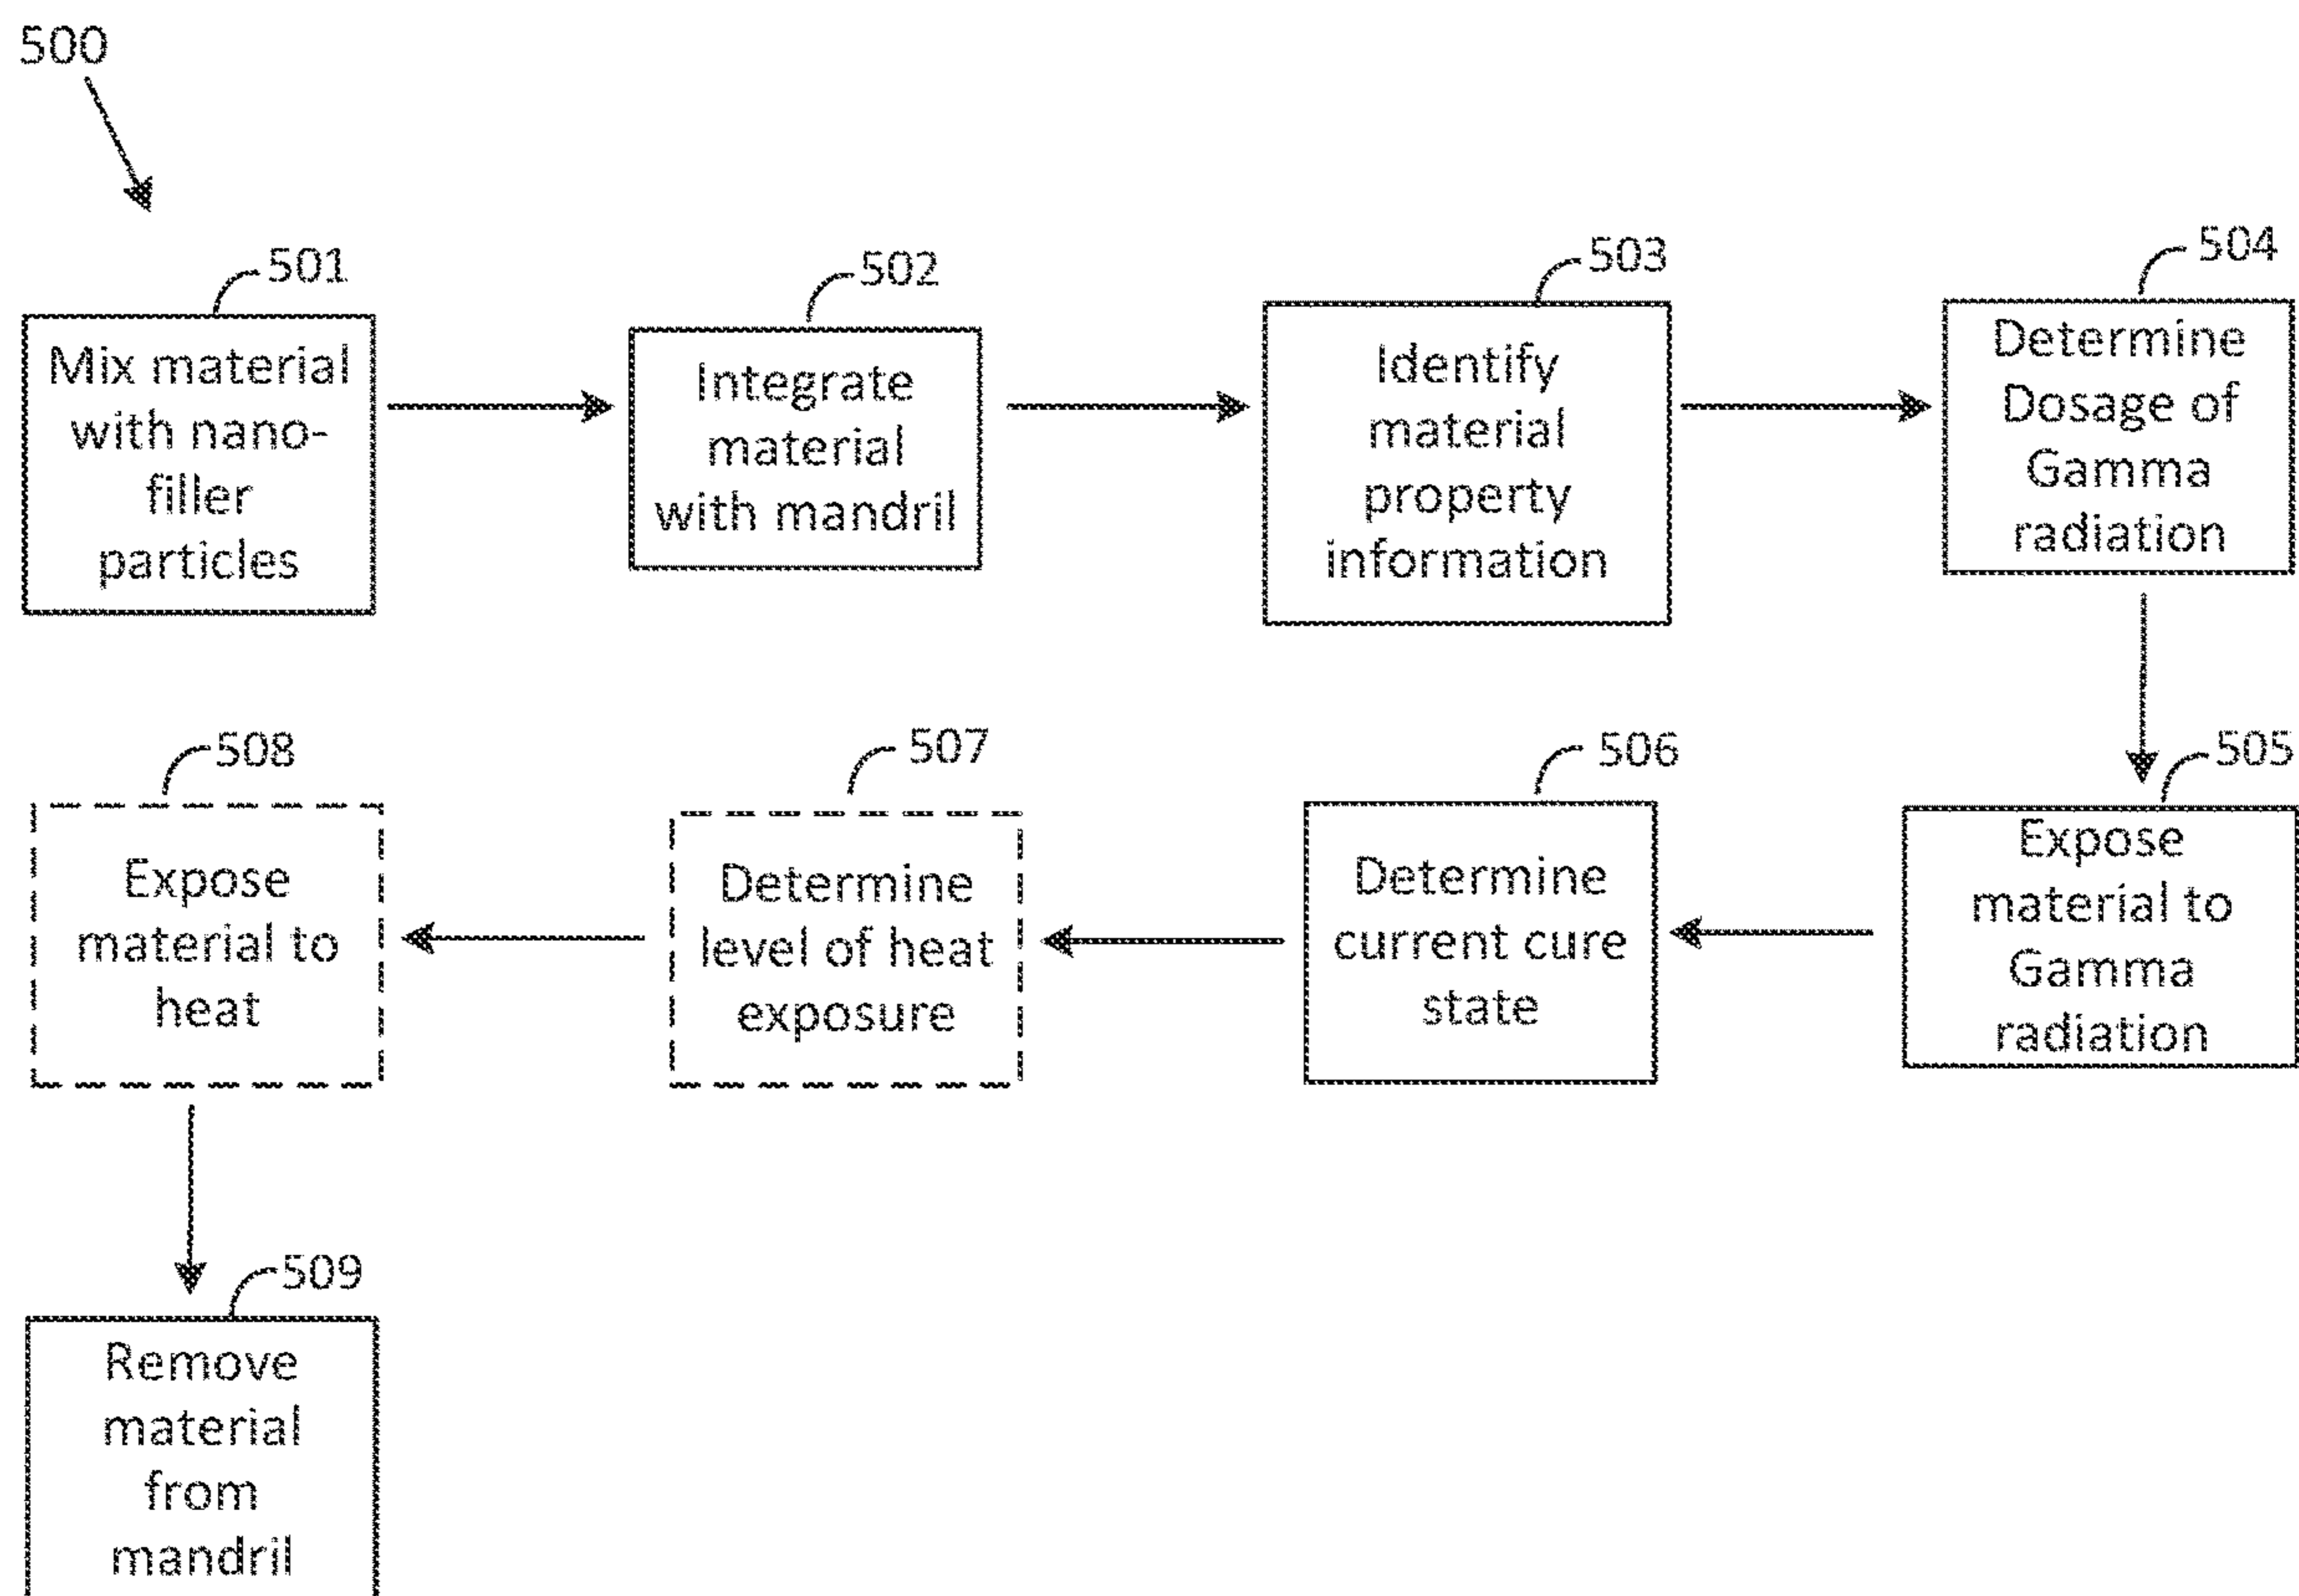 500
501
Mix material
with nano-
filler
particles
502
Integrate
material
with mandril
503
Identify
material
property
information
504
Determine
Dosage of
Gamma
radiation
505
Expose
material to
Gamma
radiation
506
Determine
current cure
state
507
Determine
level of heat
exposure
508
Expose
material to
heat
509
Remove
material
from
mandril